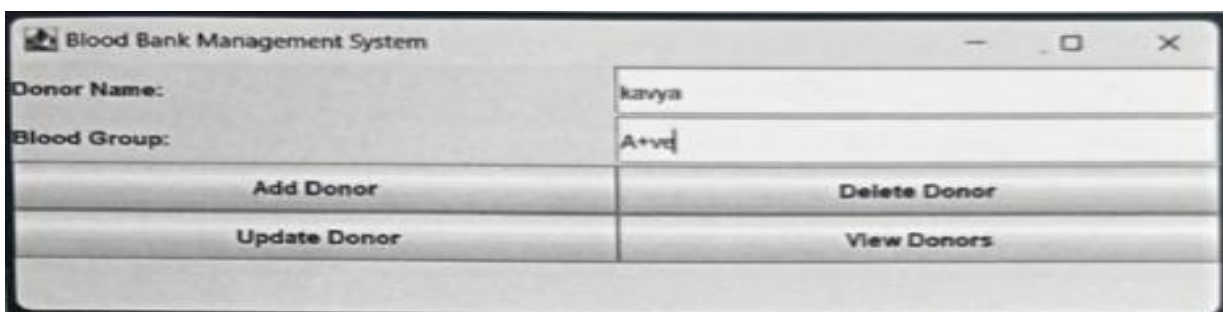 Blood Bank Management System
Donor Name: kavya
Blood Group: A+ve
Add Donor Delete Donor
Update Donor View Donors